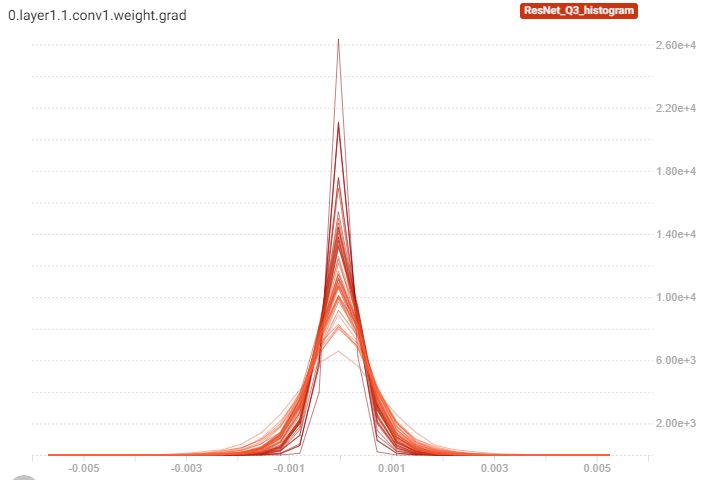 0.layer1.1.conv1.weight.grad
ResNet_Q3_histogram
2.60e+4
2.20e+4
1.80e+4
1.40e+4
1.00e+4
6.00e+3
2.00e+3
-0.005 -0.003 -0.001 0.001 0.003 0.005